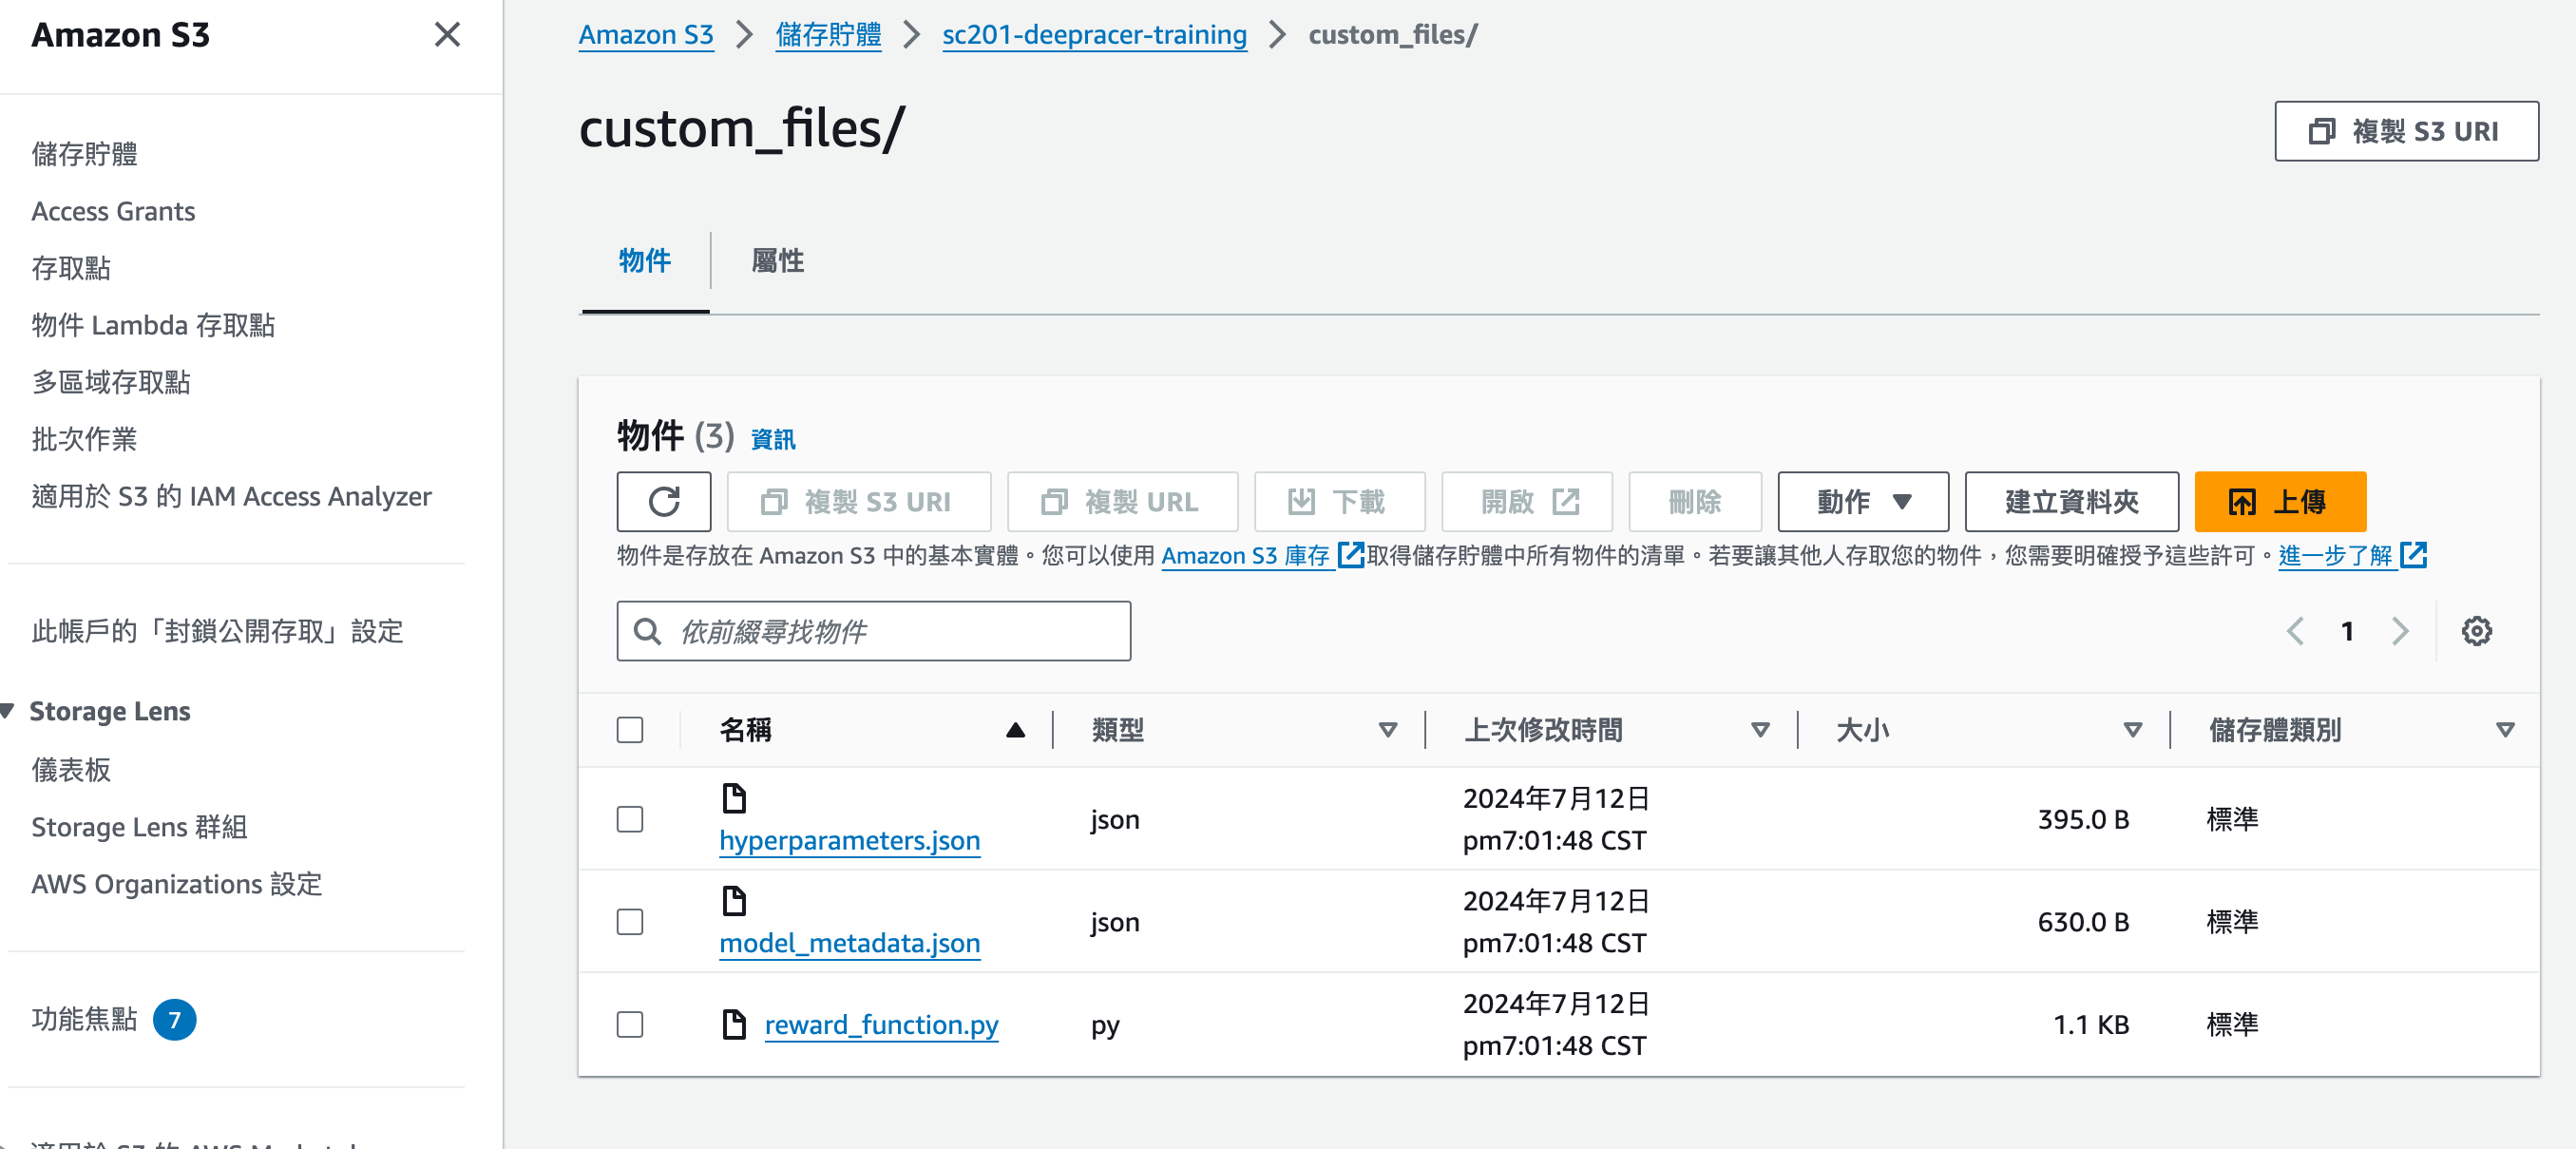 Amazon S3
儲存貯體
Access Grants
存取點
物件 Lambda 存取點
多區域存取點
批次作業
適用於 S3 的 IAM Access Analyzer
此帳戶的「封鎖公開存取」設定
Storage Lens
儀表板
Storage Lens 群組
AWS Organizations 設定
功能焦點 7
Amazon S3 儲存貯體 sc201-deepracer-training custom_files/
custom_files/
複製 S3 URI
物件 屬性
物件 (3) 資訊
複製 S3 URI 複製 URL 下載 開啟 刪除 動作 建立資料夾 上傳
物件是存放在 Amazon S3 中的基本實體。您可以使用 Amazon S3 庫存 取得儲存貯體中所有物件的清單。若要讓其他人存取您的物件，您需要明確授予這些許可。進一步了解
依前綴尋找物件
1
名稱 類型 上次修改時間 大小 儲存體類別
hyperparameters.json json 2024年7月12日 395.0 B 標準
pm7:01:48 CST
model_metadata.json json 2024年7月12日 630.0 B 標準
pm7:01:48 CST
reward_function.py py 2024年7月12日 1.1 KB 標準
pm7:01:48 CST